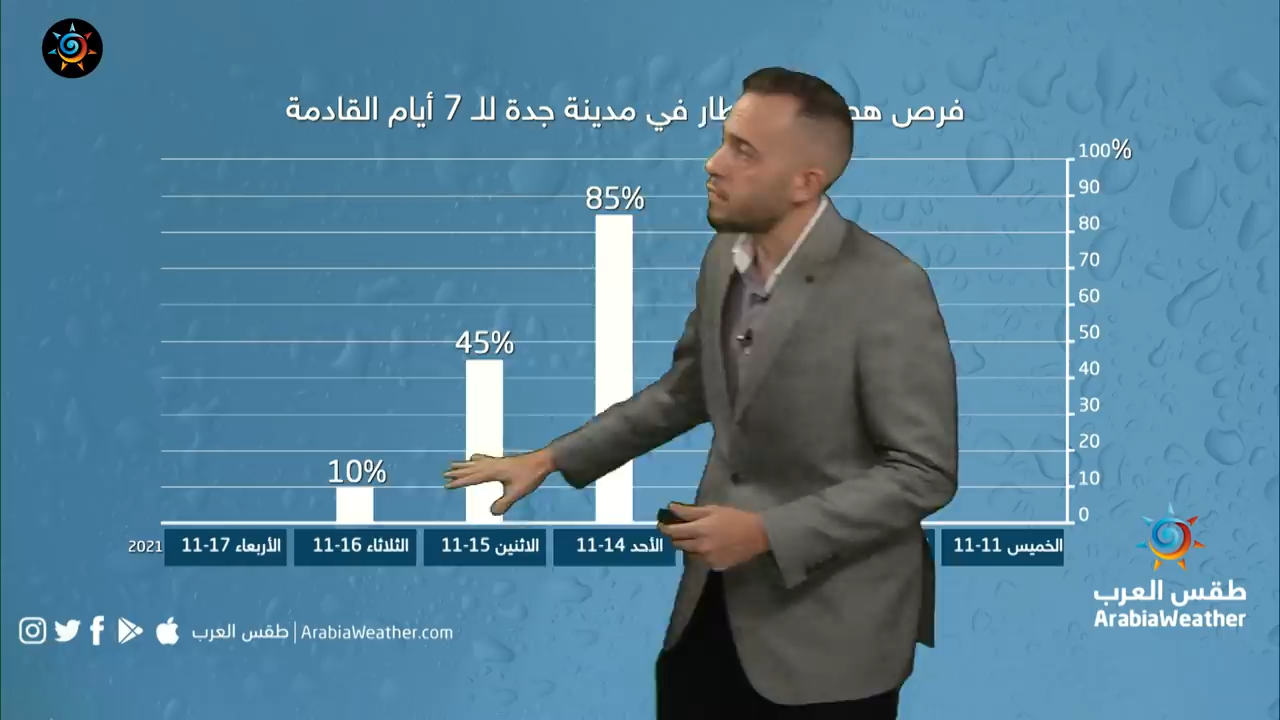 فرص هط طار في مدينة جدة للـ 7 أيام القادمة
100%
90
80
70
60
50
40
30
20
10
0
85%
45%
10%
الخميس 11-11
الأحد 14-11
الاثنين 15-11
الثلاثاء 16-11
الأربعاء 17-11
2021
طقس العرب
ArabiaWeather
طقس العرب | ArabiaWeather.com